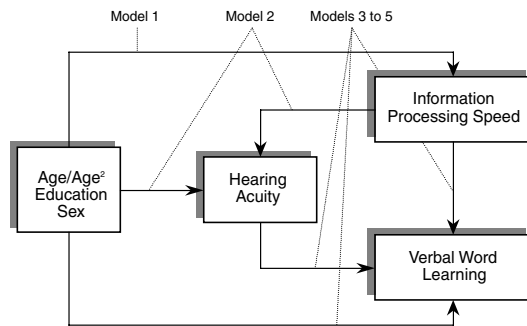 Model 1
Model 2
Models 3 to 5
Information
Processing Speed
Age/Age²
Education
Sex
Hearing
Acuity
Verbal Word
Learning